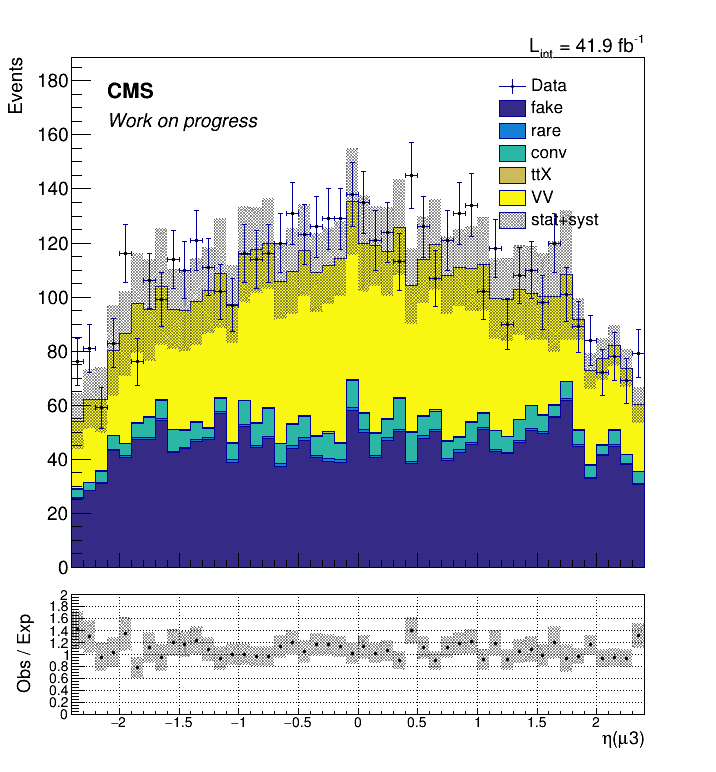 L_int = 41.9 fb^-1
Events
180
160
140
120
100
80
60
40
20
0
CMS
Work on progress
Data
fake
rare
conv
ttX
VV
stat+syst
Obs / Exp
2
1.8
1.6
1.4
1.2
1
0.8
0.6
0.4
0.2
0
−2
−1.5
−1
−0.5
0
0.5
1
1.5
2
η(μ3)